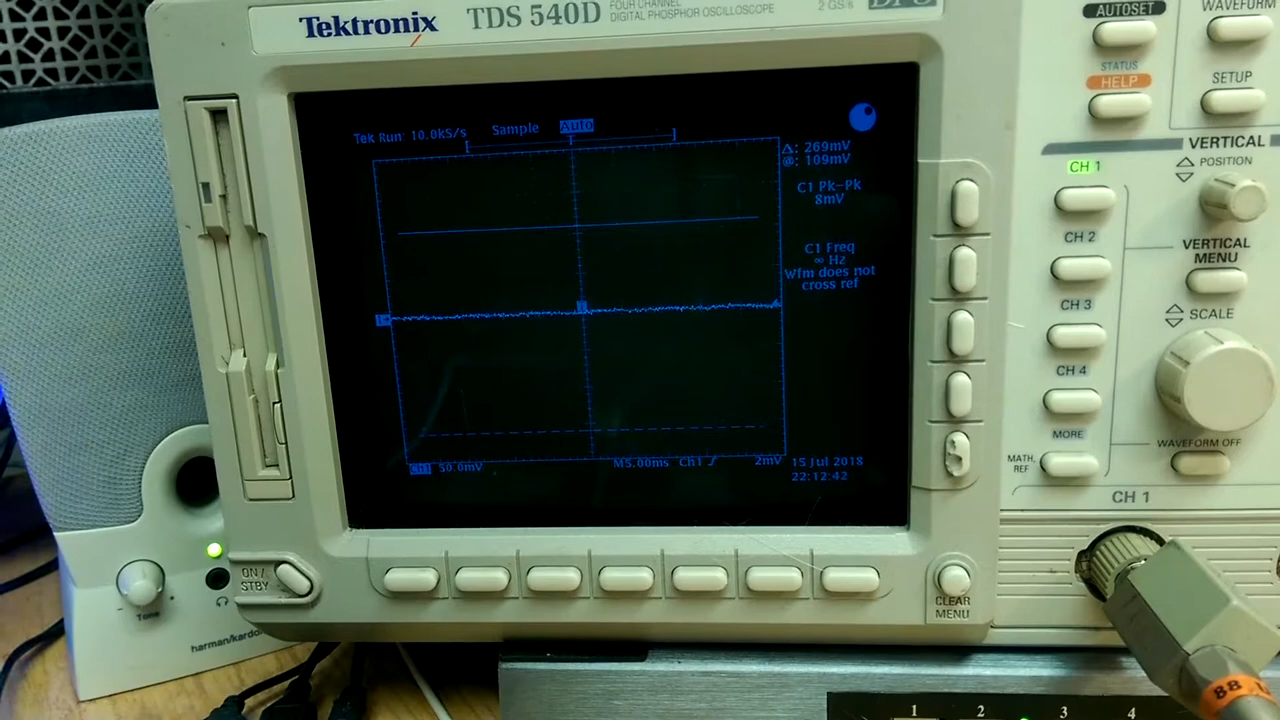 Tektronix
TDS 540D
FOUR CHANNEL
DIGITAL PHOSPHOR OSCILLOSCOPE
2 GS/s
DPO
AUTOSET
WAVEFORM
STATUS
HELP
SETUP
Tek Run: 10.0kS/s
Sample
Auto
Δ: 269mV
@: 109mV
C1 Pk-Pk
8mV
C1 Freq
∞ Hz
Wfm does not
cross ref
Ch1
50.0mV
M5.00ms
Ch1
2mV
15 Jul 2018
22:12:42
VERTICAL
POSITION
CH 1
CH 2
VERTICAL
MENU
CH 3
SCALE
CH 4
MORE
WAVEFORM OFF
MATH,
REF
CH 1
ON/
STBY
CLEAR
MENU
Tone
harman/kardon
88
1
2
3
4